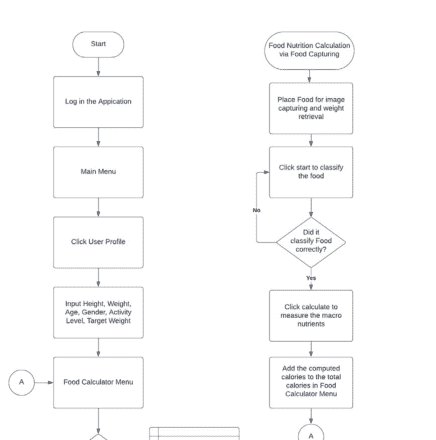 Start
Log in the Appication
Main Menu
Click User Profile
Input Height, Weight,
Age, Gender, Activity
Level, Target Weight
A
Food Calculator Menu
Food Nutrition Calculation
via Food Capturing
Place Food for image
capturing and weight
retrieval
Click start to classify
the food
No
Did it
classify Food
correctly?
Yes
Click calculate to
measure the macro
nutrients
Add the computed
calories to the total
calories in Food
Calculator Menu
A